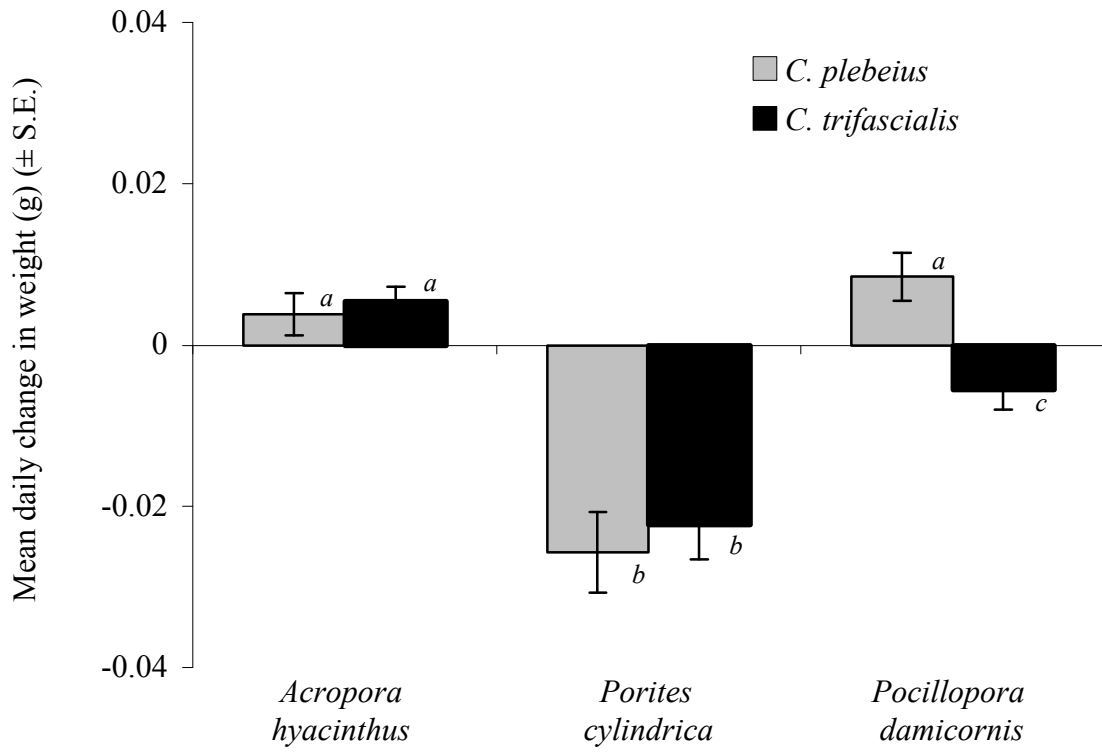 Mean daily change in weight (g) (± S.E.)
0.04
0.02
0
-0.02
-0.04
C. plebeius
C. trifascialis
a
a
b
b
a
c
Acropora
hyacinthus
Porites
cylindrica
Pocillopora
damicornis